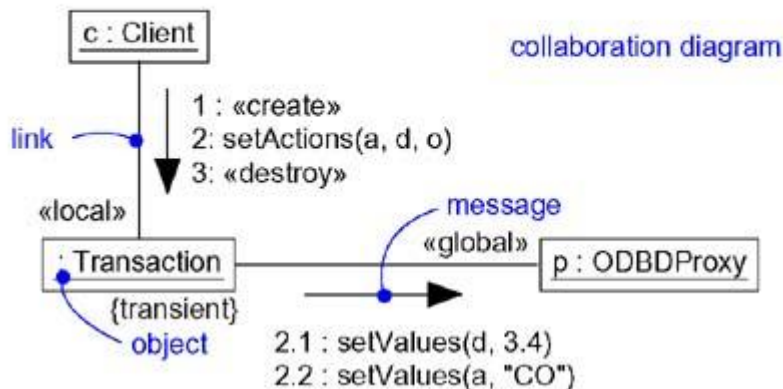 c : Client
collaboration diagram
1 : «create»
link
2: setActions(a, d, o)
3: «destroy»
«local»
message
«global»
: Transaction
p : ODBDProxy
{transient}
object
2.1 : setValues(d, 3.4)
2.2 : setValues(a, "CO")